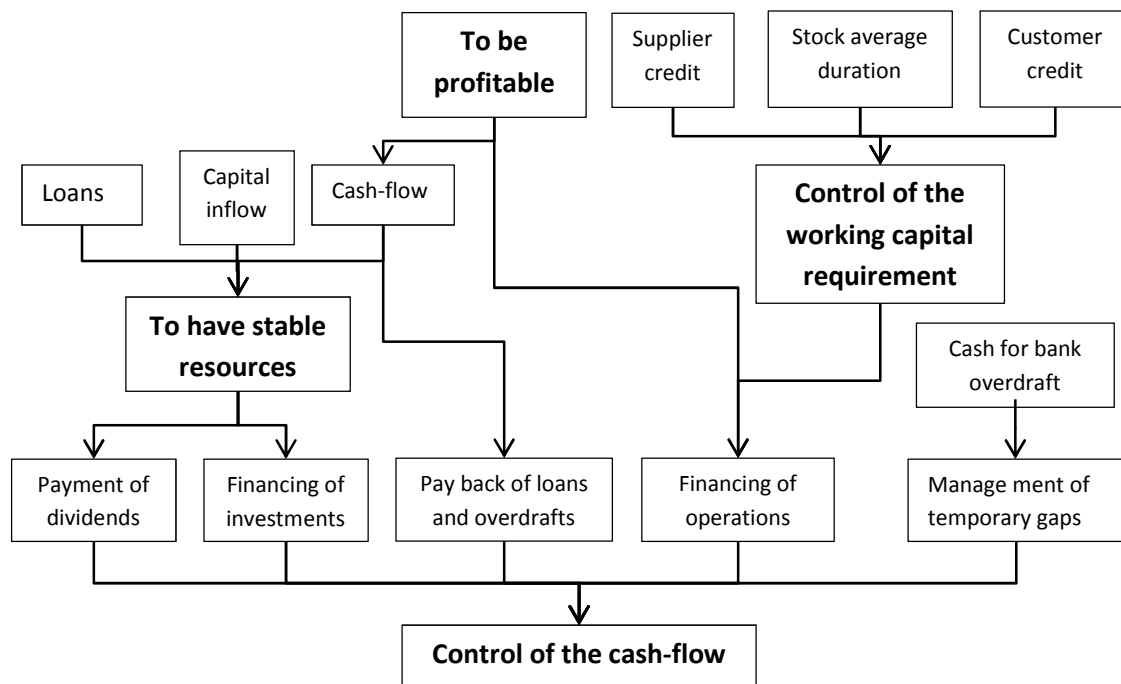 To be
profitable
Supplier
credit
Stock average
duration
Customer
credit
Loans
Capital
inflow
Cash-flow
Control of the
working capital
requirement
To have stable
resources
Cash for bank
overdraft
Payment of
dividends
Financing of
investments
Pay back of loans
and overdrafts
Financing of
operations
Manage ment of
temporary gaps
Control of the cash-flow